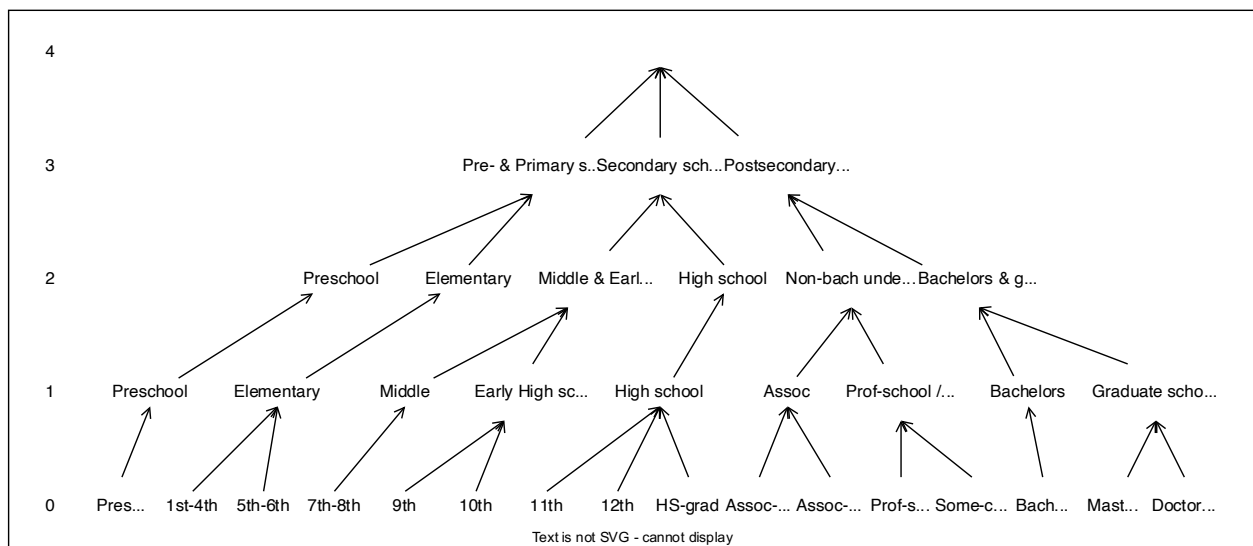 4
3 Pre- & Primary s... Secondary sch... Postsecondary...
2 Preschool Elementary Middle & Earl... High school Non-bach unde... Bachelors & g...
1 Preschool Elementary Middle Early High sc... High school Assoc Prof-school /... Bachelors Graduate scho...
0 Pres... 1st-4th 5th-6th 7th-8th 9th 10th 11th 12th HS-grad Assoc-... Assoc-... Prof-s... Some-c... Bach... Mast... Doctor...
Text is not SVG - cannot display